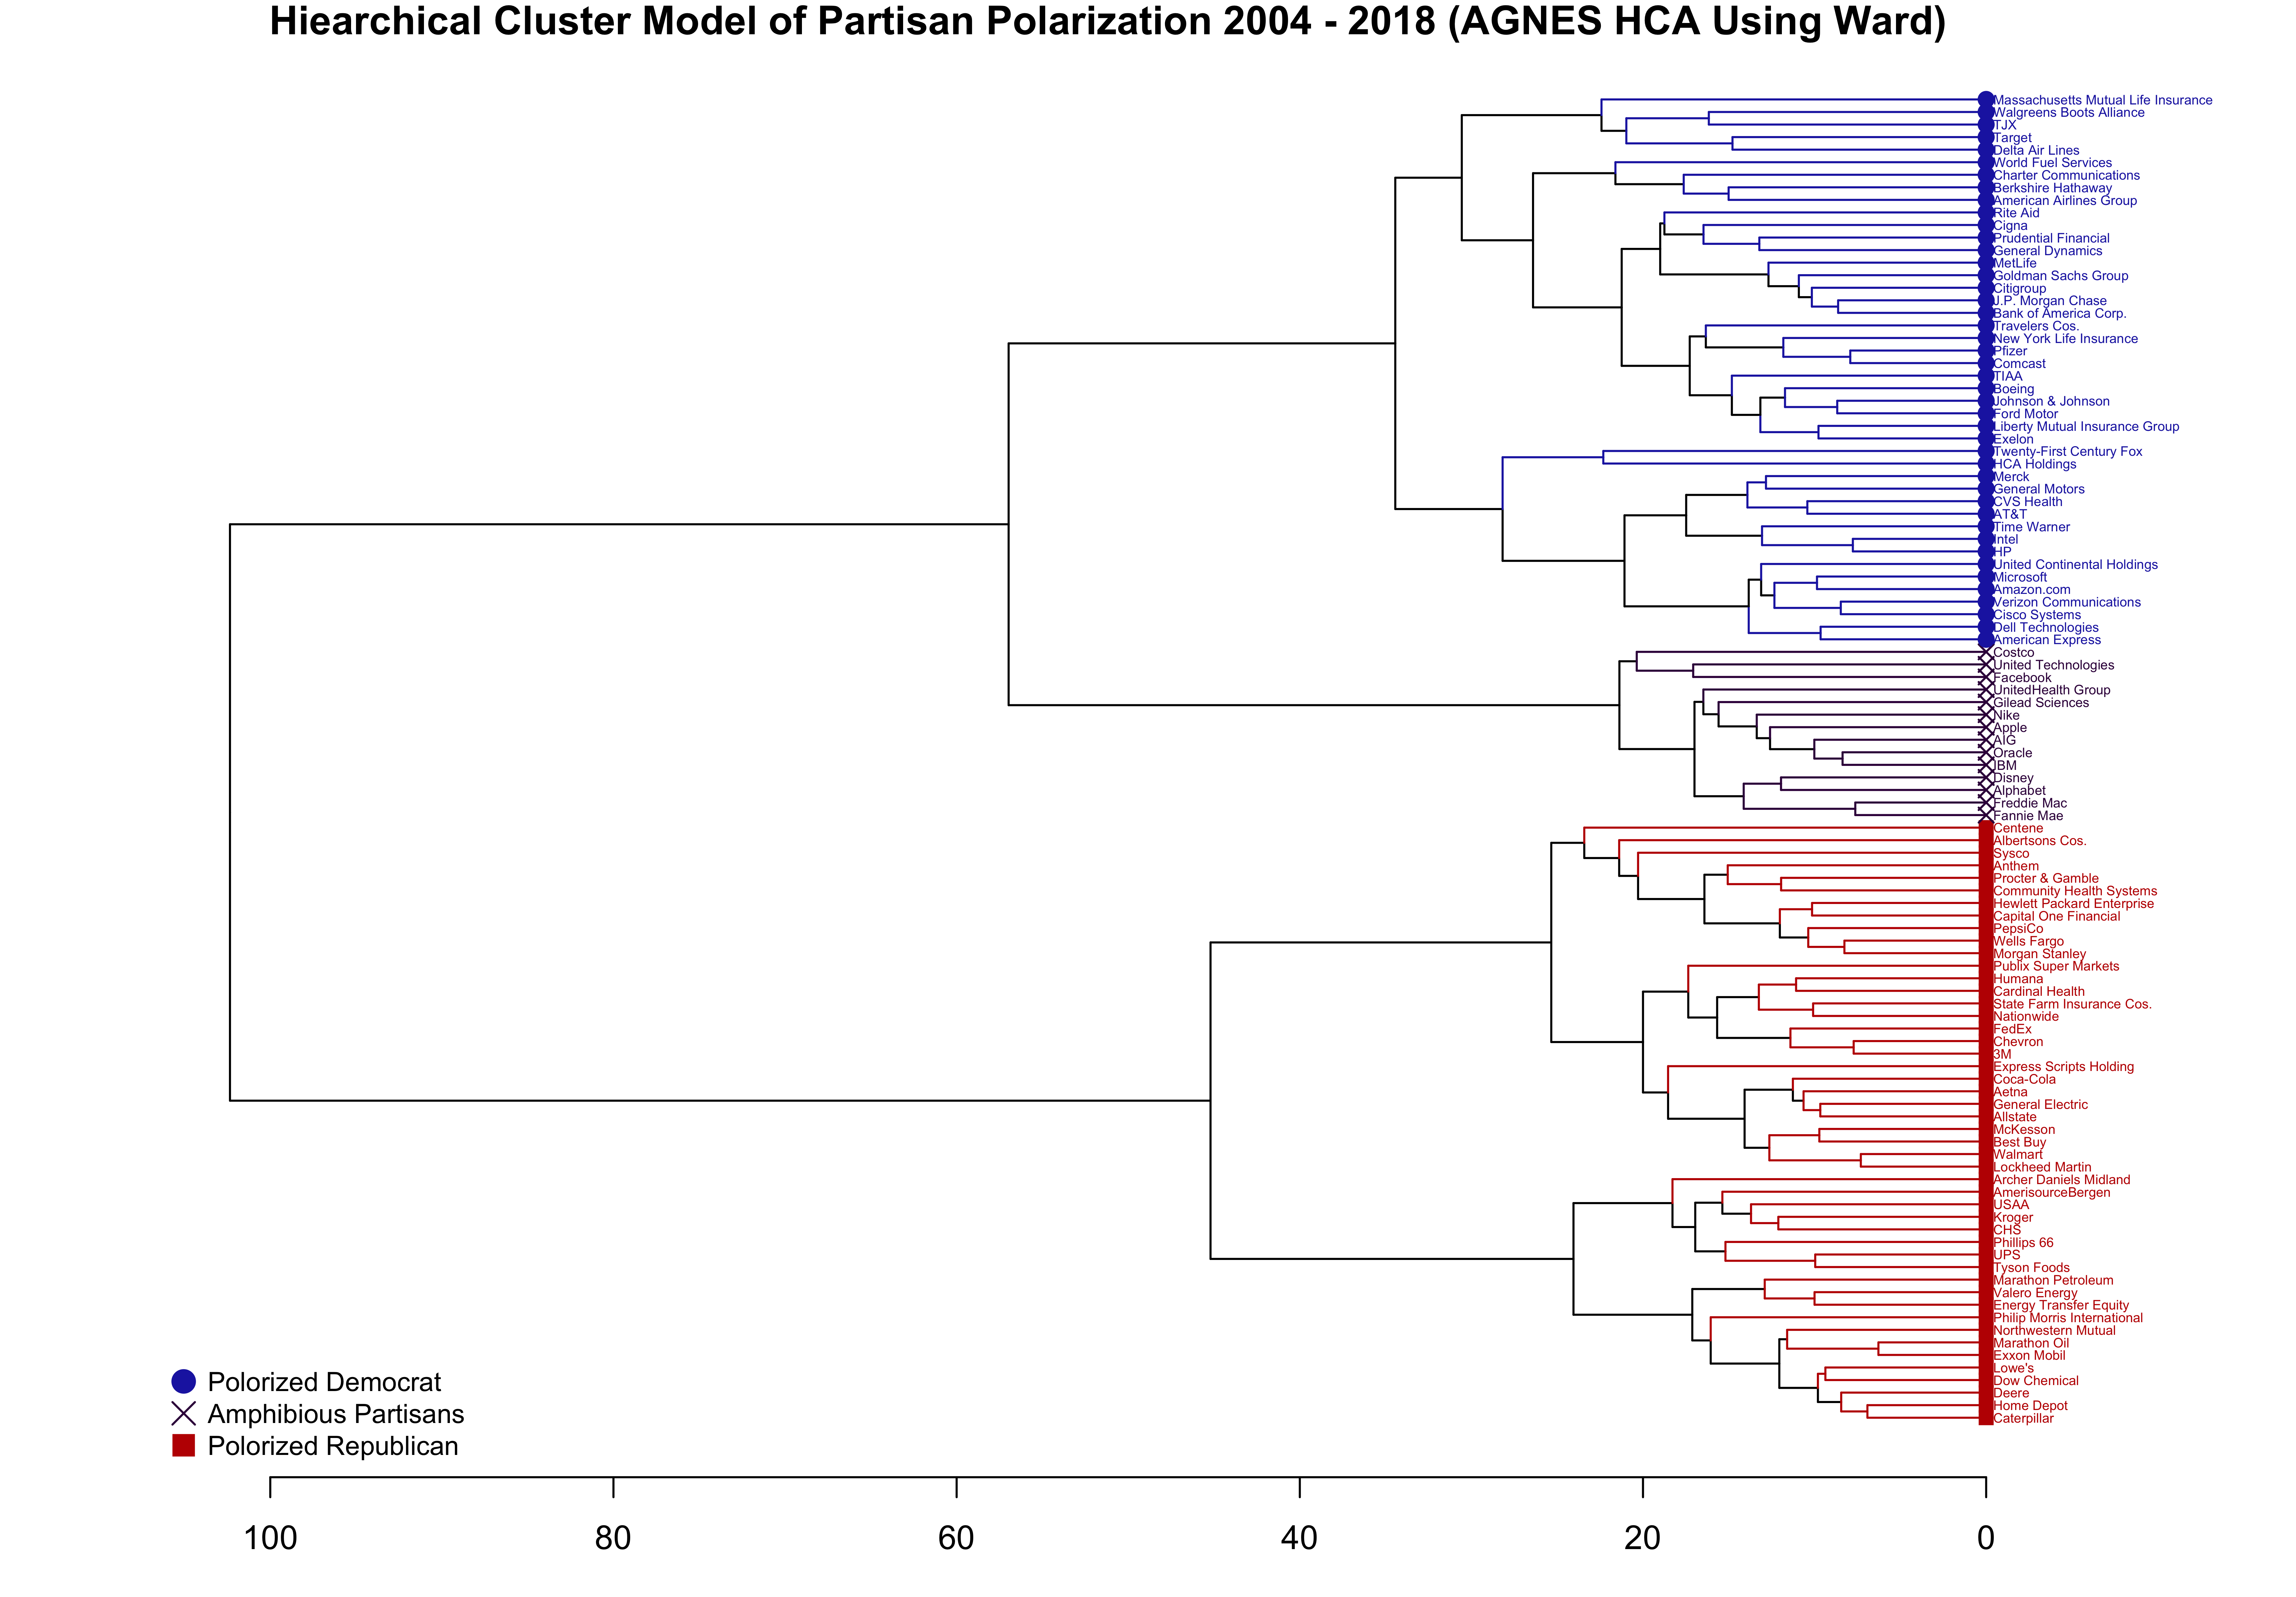 Hiearchical Cluster Model of Partisan Polarization 2004 - 2018 (AGNES HCA Using Ward)
Massachusetts Mutual Life Insurance
Walgreens Boots Alliance
TJX
Target
Delta Air Lines
World Fuel Services
Charter Communications
Berkshire Hathaway
American Airlines Group
Rite Aid
Cigna
Prudential Financial
General Dynamics
MetLife
Goldman Sachs Group
Citigroup
J.P. Morgan Chase
Bank of America Corp.
Travelers Cos.
New York Life Insurance
Pfizer
Comcast
TIAA
Boeing
Johnson & Johnson
Ford Motor
Liberty Mutual Insurance Group
Exelon
Twenty-First Century Fox
HCA Holdings
Merck
General Motors
CVS Health
AT&T
Time Warner
Intel
HP
United Continental Holdings
Microsoft
Amazon.com
Verizon Communications
Cisco Systems
Dell Technologies
American Express
Costco
United Technologies
Facebook
UnitedHealth Group
Gilead Sciences
Nike
Apple
AIG
Oracle
IBM
Disney
Alphabet
Freddie Mac
Fannie Mae
Centene
Albertsons Cos.
Sysco
Anthem
Procter & Gamble
Community Health Systems
Hewlett Packard Enterprise
Capital One Financial
PepsiCo
Wells Fargo
Morgan Stanley
Publix Super Markets
Humana
Cardinal Health
State Farm Insurance Cos.
Nationwide
FedEx
Chevron
3M
Express Scripts Holding
Coca-Cola
Aetna
General Electric
Allstate
McKesson
Best Buy
Walmart
Lockheed Martin
Archer Daniels Midland
AmerisourceBergen
USAA
Kroger
CHS
Phillips 66
UPS
Tyson Foods
Marathon Petroleum
Valero Energy
Energy Transfer Equity
Philip Morris International
Northwestern Mutual
Marathon Oil
Exxon Mobil
Lowe's
Dow Chemical
Deere
Home Depot
Caterpillar
Polorized Democrat
Amphibious Partisans
Polorized Republican
100 80 60 40 20 0